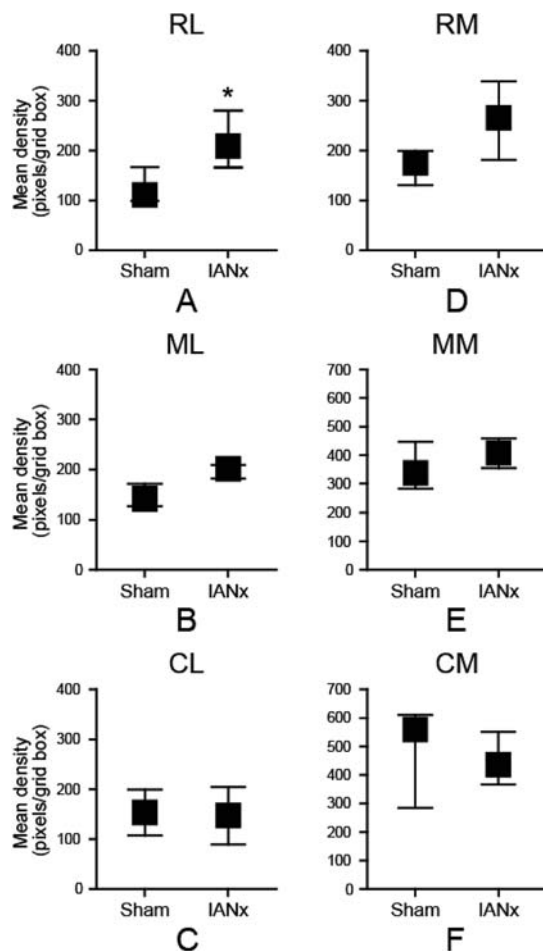 RL
Mean density
(pixels/grid box)
400
300
200
100
0
*
Sham
IANx
A
RM
400
300
200
100
0
Sham
IANx
D
ML
Mean density
(pixels/grid box)
400
300
200
100
0
Sham
IANx
B
MM
700
600
500
400
300
200
100
0
Sham
IANx
E
CL
Mean density
(pixels/grid box)
400
300
200
100
0
Sham
IANx
C
CM
700
600
500
400
300
200
100
0
Sham
IANx
F